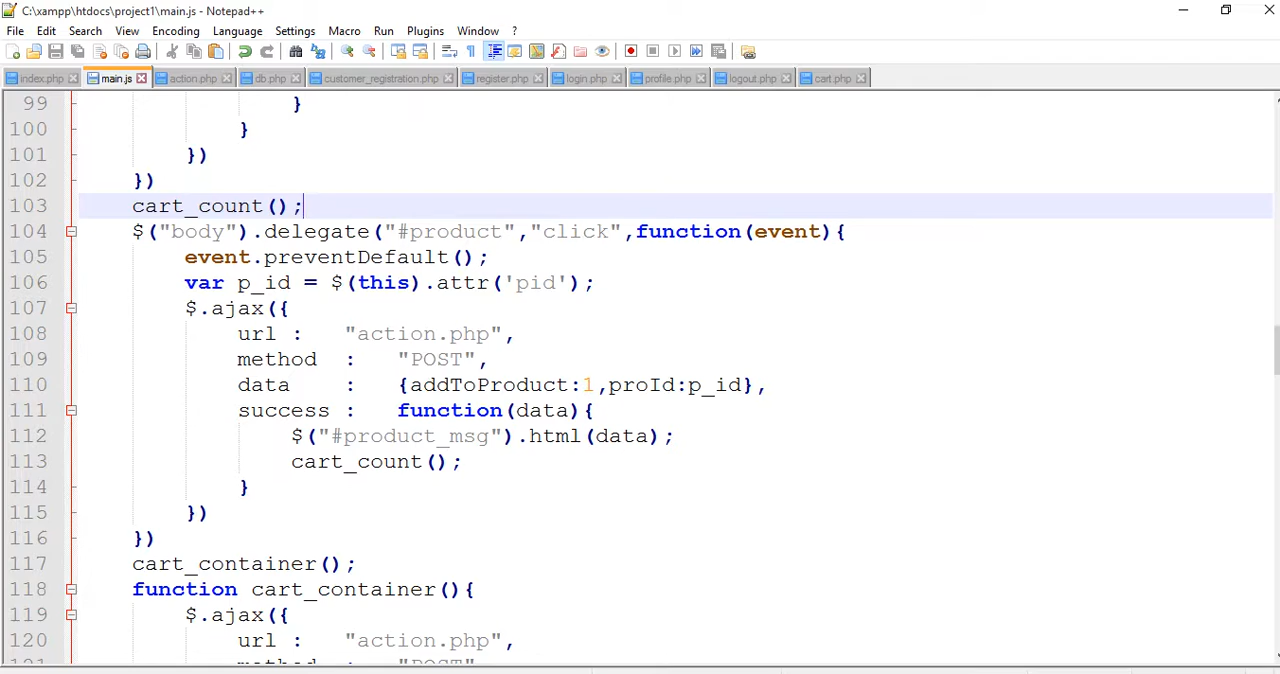 C:\xampp\htdocs\project1\main.js - Notepad++
File Edit Search View Encoding Language Settings Macro Run Plugins Window ?
index.php main.js action.php db.php customer_registration.php register.php login.php profile.php logout.php cart.php
99 }
100 }
101 })
102 })
103 cart_count();
104 $("body").delegate("#product","click",function(event){
105 event.preventDefault();
106 var p_id = $(this).attr('pid');
107 $.ajax({
108 url : "action.php",
109 method : "POST",
110 data : {addToProduct:1,proId:p_id},
111 success : function(data){
112 $("#product_msg").html(data);
113 cart_count();
114 }
115 })
116 })
117 cart_container();
118 function cart_container(){
119 $.ajax({
120 url : "action.php",
121 method : "POST"